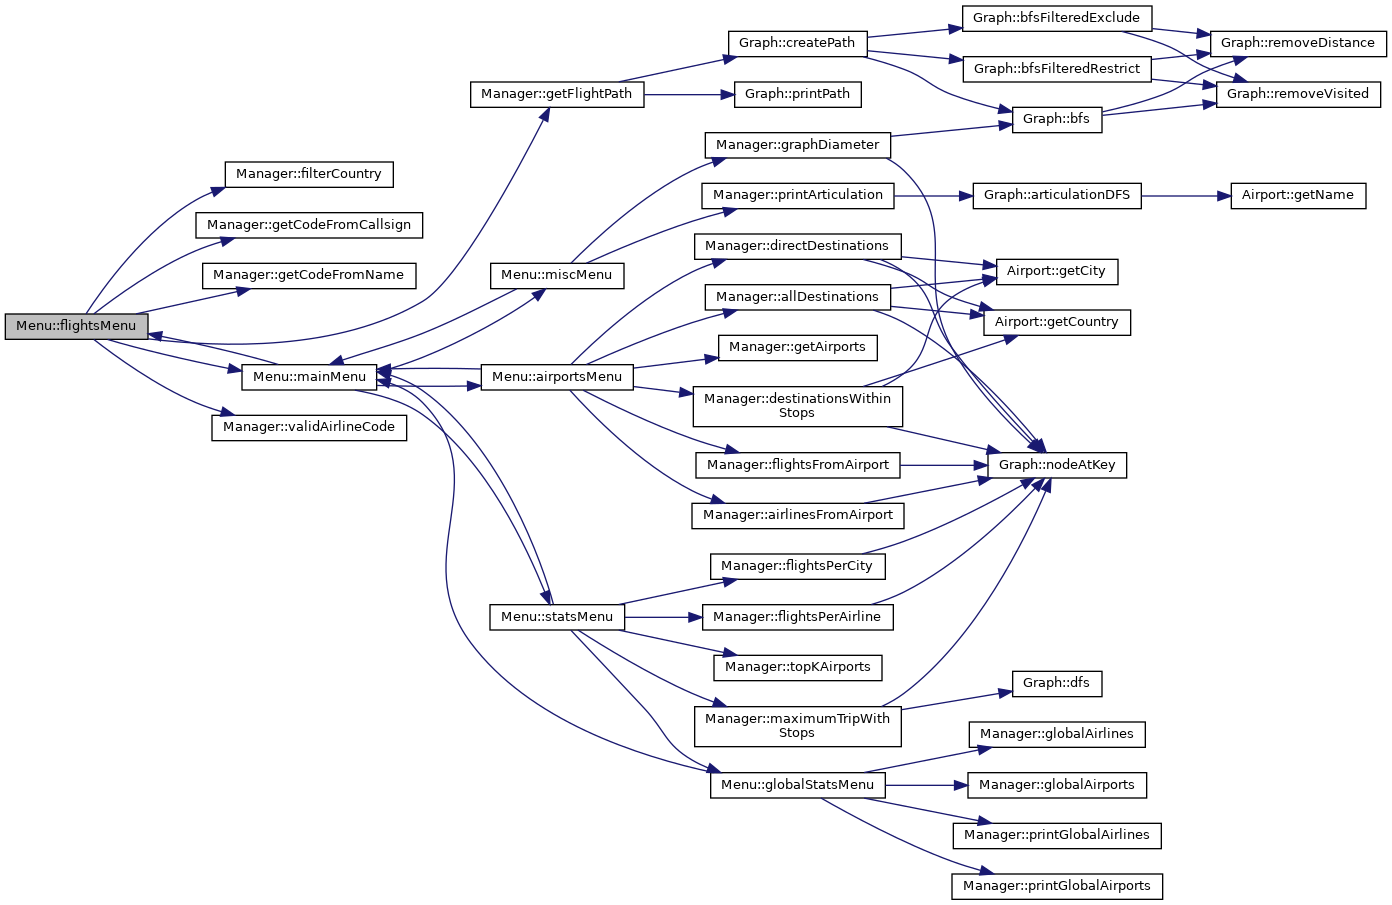 Menu::flightsMenu
Manager::filterCountry
Manager::getCodeFromCallsign
Manager::getCodeFromName
Menu::mainMenu
Manager::validAirlineCode
Manager::getFlightPath
Menu::miscMenu
Menu::airportsMenu
Menu::statsMenu
Graph::createPath
Graph::printPath
Manager::graphDiameter
Manager::printArticulation
Manager::directDestinations
Manager::allDestinations
Manager::getAirports
Manager::destinationsWithin
Stops
Manager::flightsFromAirport
Manager::airlinesFromAirport
Manager::flightsPerCity
Manager::flightsPerAirline
Manager::topKAirports
Manager::maximumTripWith
Stops
Menu::globalStatsMenu
Graph::bfsFilteredExclude
Graph::bfsFilteredRestrict
Graph::bfs
Graph::articulationDFS
Airport::getCity
Airport::getCountry
Graph::nodeAtKey
Graph::dfs
Manager::globalAirlines
Manager::globalAirports
Manager::printGlobalAirlines
Manager::printGlobalAirports
Graph::removeDistance
Graph::removeVisited
Airport::getName